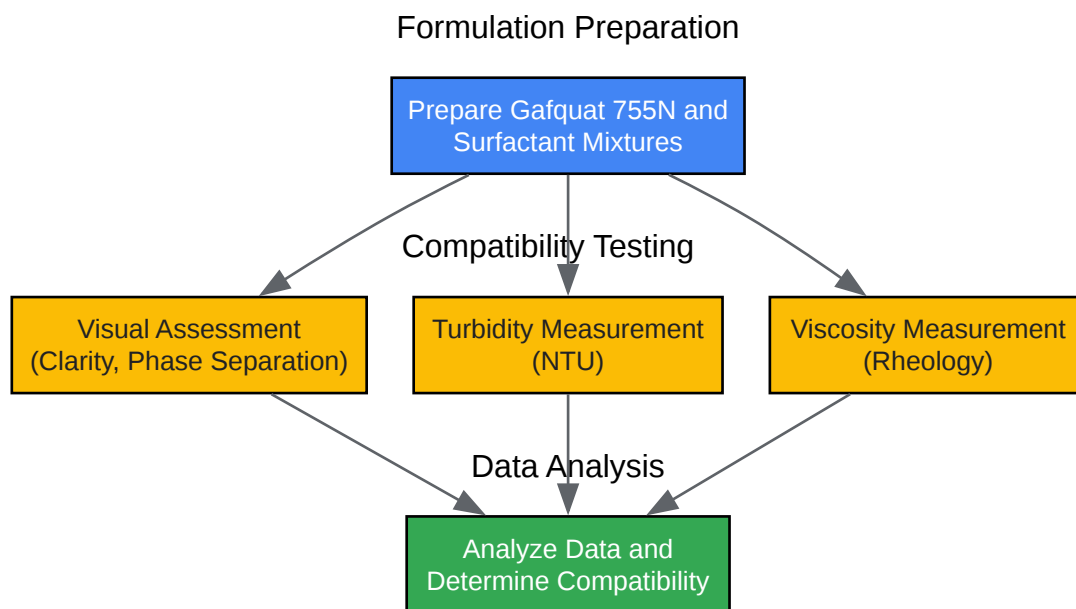 Formulation Preparation
Prepare Gafquat 755N and
Surfactant Mixtures
Compatibility Testing
Visual Assessment
(Clarity, Phase Separation)
Turbidity Measurement
(NTU)
Viscosity Measurement
(Rheology)
Data Analysis
Analyze Data and
Determine Compatibility